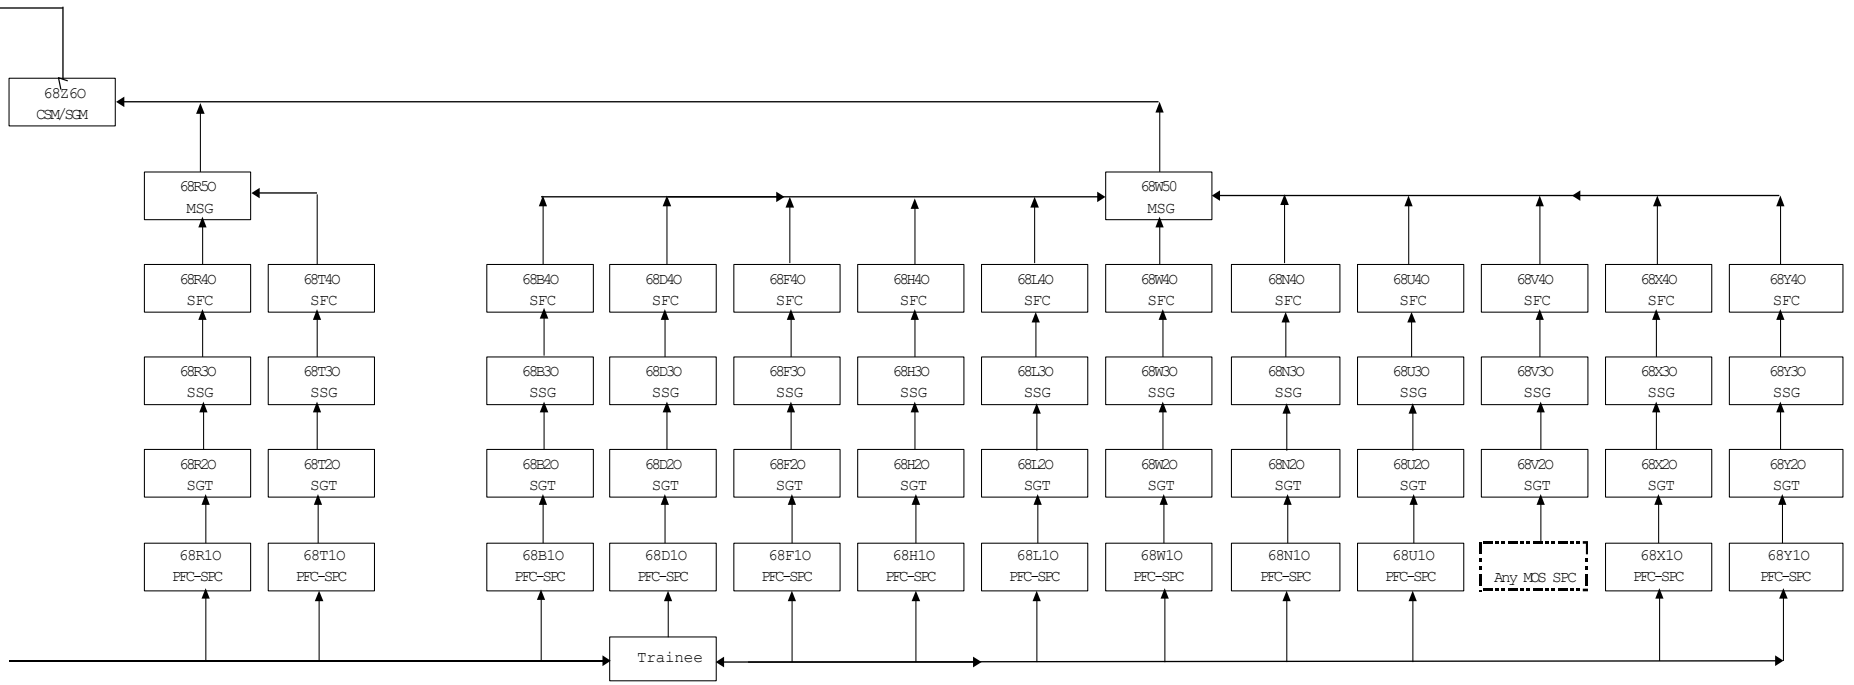 68Z6O
CSM/SGM
68R5O
MSG
68W50
MSG
68R4O
SFC
68T4O
SFC
68B4O
SFC
68D4O
SFC
68F4O
SFC
68H4O
SFC
68L4O
SFC
68W4O
SFC
68N4O
SFC
68U4O
SFC
68V4O
SFC
68X4O
SFC
68Y4O
SFC
68R3O
SSG
68T3O
SSG
68B3O
SSG
68D3O
SSG
68F3O
SSG
68H3O
SSG
68L3O
SSG
68W3O
SSG
68N3O
SSG
68U3O
SSG
68V3O
SSG
68X3O
SSG
68Y3O
SSG
68R2O
SGT
68T2O
SGT
68B2O
SGT
68D2O
SGT
68F2O
SGT
68H2O
SGT
68L2O
SGT
68W2O
SGT
68N2O
SGT
68U2O
SGT
68V2O
SGT
68X2O
SGT
68Y2O
SGT
68R1O
PFC-SPC
68T1O
PFC-SPC
68B1O
PFC-SPC
68D1O
PFC-SPC
68F1O
PFC-SPC
68H1O
PFC-SPC
68L1O
PFC-SPC
68W1O
PFC-SPC
68N1O
PFC-SPC
68U1O
PFC-SPC
Any MOS SPC
68X1O
PFC-SPC
68Y1O
PFC-SPC
Trainee